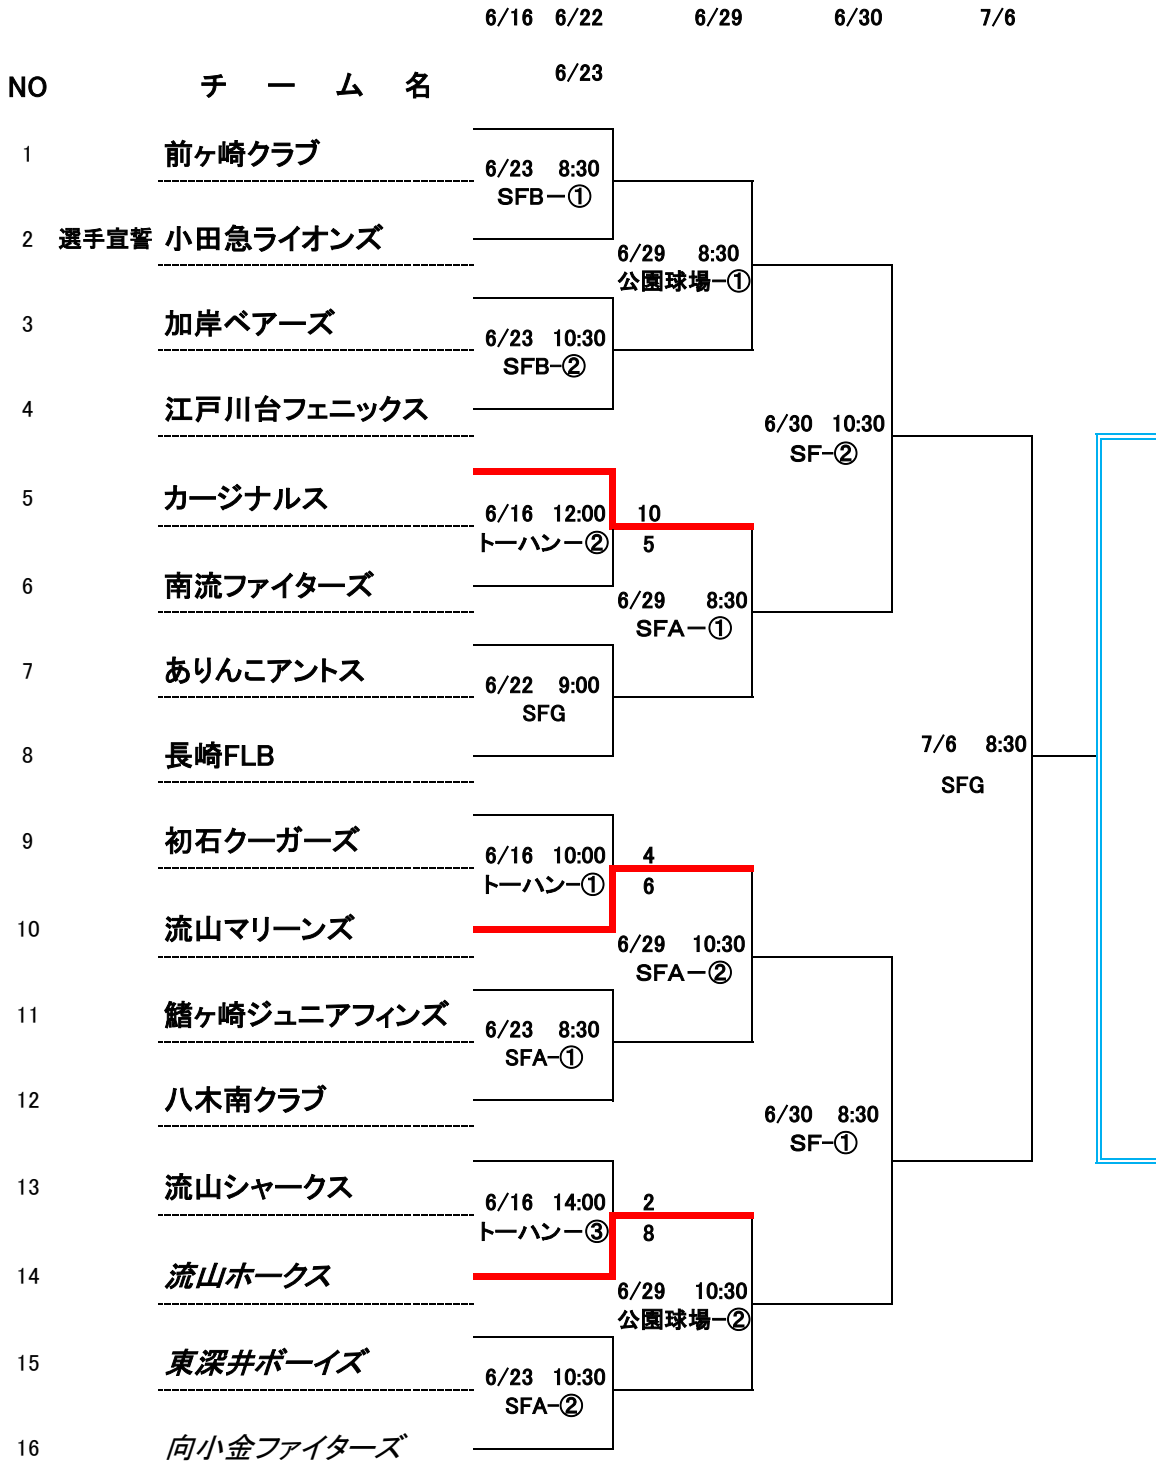 6/16 6/22 6/29 6/30 7/6
6/23
NO チ ー ム 名
1 前ヶ崎クラブ
6/23 8:30
SFB－①
2 選手宣誓 小田急ライオンズ
6/29 8:30
公園球場-①
3 加岸ベアーズ
6/23 10:30
SFB-②
4 江戸川台フェニックス
6/30 10:30
SF-②
5 カージナルス
6/16 12:00 10
トーハン－② 5
6 南流ファイターズ
6/29 8:30
SFA－①
7 ありんこアントス
6/22 9:00
SFG
8 長崎FLB
7/6 8:30
SFG
9 初石クーガーズ
6/16 10:00 4
トーハン-① 6
10 流山マリーンズ
6/29 10:30
SFA－②
11 鰭ヶ崎ジュニアフィンズ
6/23 8:30
SFA-①
12 八木南クラブ
6/30 8:30
SF-①
13 流山シャークス
6/16 14:00 2
トーハン－③ 8
14 流山ホークス
6/29 10:30
公園球場-②
15 東深井ボーイズ
6/23 10:30
SFA-②
16 向小金ファイターズ